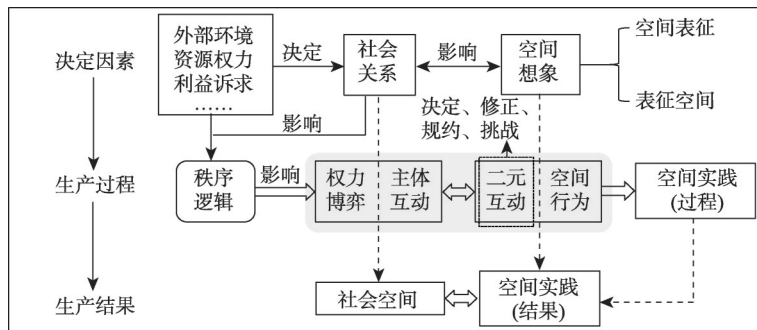 决定因素
生产过程
生产结果
外部环境
资源权力
利益诉求
……
决定
社会
关系
影响
空间
想象
空间表征
表征空间
影响
决定、修正、
规约、挑战
秩序
逻辑
影响
权力
博弈
主体
互动
二元
互动
空间
行为
空间实践
(过程)
社会空间
空间实践
(结果)